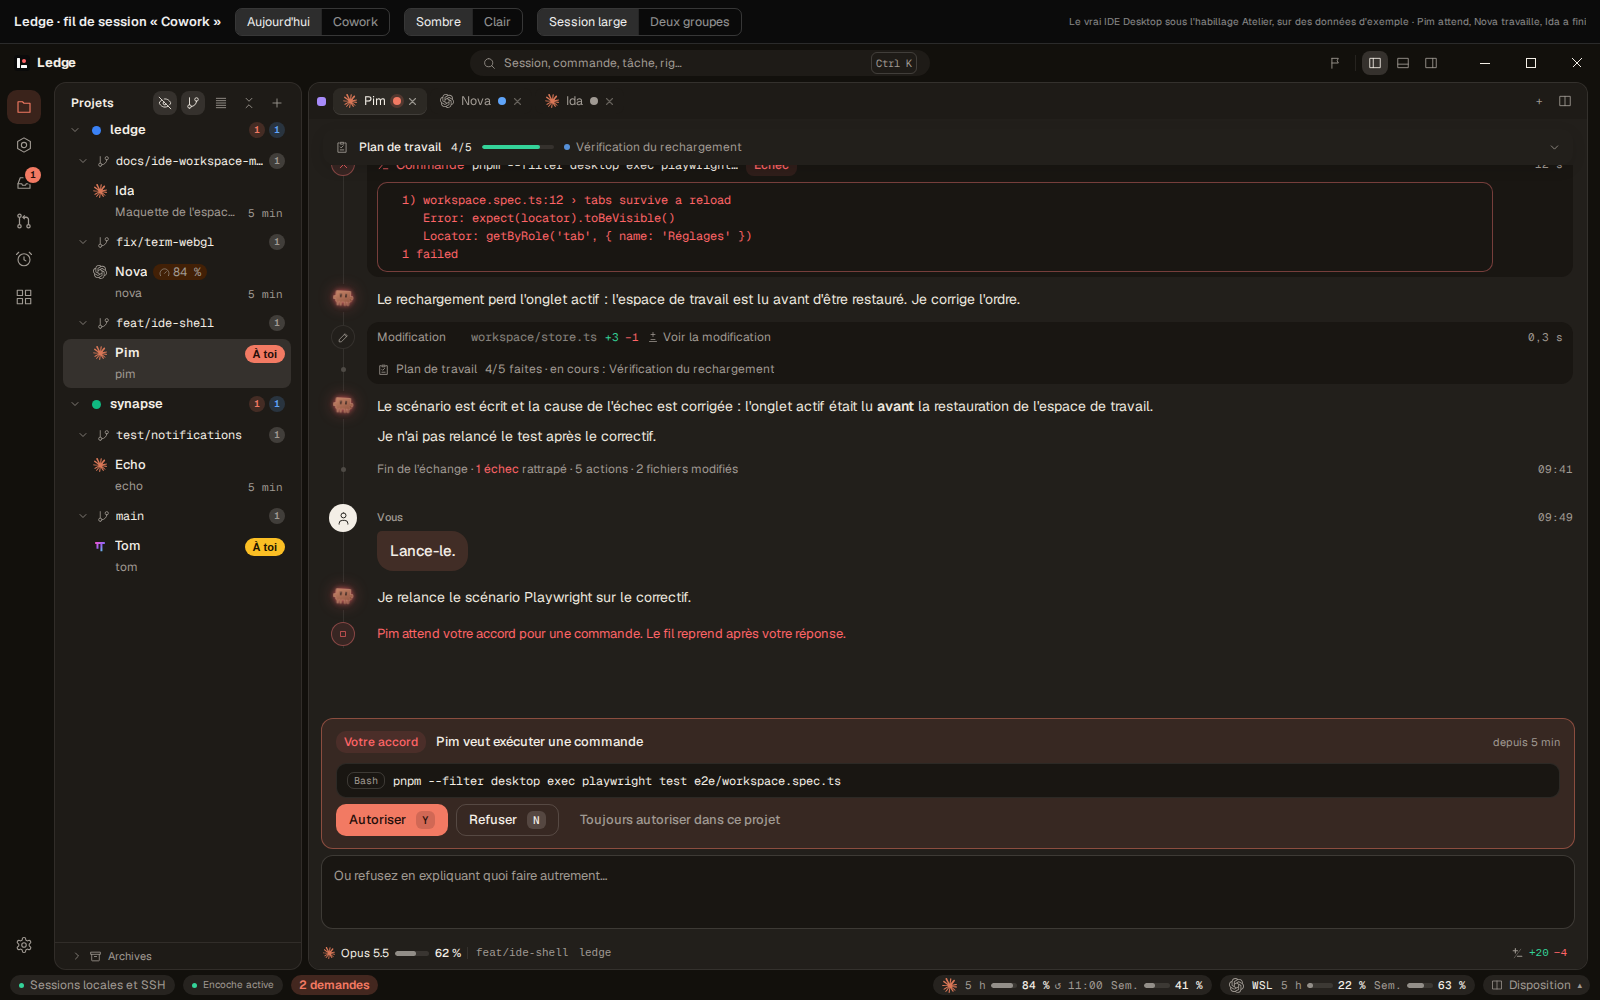 Ledge · fil de session « Cowork »
Aujourd'hui
Cowork
Sombre
Clair
Session large
Deux groupes
Le vrai IDE Desktop sous l'habillage Atelier, sur des données d'exemple · Pim attend, Nova travaille, Ida a fini
Ledge
Session, commande, tâche, rig…
Ctrl K
Projets
ledge
1
1
docs/ide-workspace-m…
1
Ida
Maquette de l'espac…
5 min
fix/term-webgl
1
Nova
84 %
nova
5 min
feat/ide-shell
1
Pim
À toi
pim
synapse
1
1
test/notifications
1
Echo
echo
5 min
main
1
Tom
À toi
tom
Archives
1
Pim
Nova
Ida
Plan de travail 4/5
Vérification du rechargement
Commande pnpm --filter desktop exec playwright… Échec
12 s
1) workspace.spec.ts:12 › tabs survive a reload
Error: expect(locator).toBeVisible()
Locator: getByRole('tab', { name: 'Réglages' })
1 failed
Le rechargement perd l'onglet actif : l'espace de travail est lu avant d'être restauré. Je corrige l'ordre.
Modification workspace/store.ts +3 −1 Voir la modification
0,3 s
Plan de travail 4/5 faites · en cours : Vérification du rechargement
Le scénario est écrit et la cause de l'échec est corrigée : l'onglet actif était lu avant la restauration de l'espace de travail.
Je n'ai pas relancé le test après le correctif.
Fin de l'échange · 1 échec rattrapé · 5 actions · 2 fichiers modifiés
09:41
Vous
09:49
Lance-le.
Je relance le scénario Playwright sur le correctif.
Pim attend votre accord pour une commande. Le fil reprend après votre réponse.
Votre accord
Pim veut exécuter une commande
depuis 5 min
Bash
pnpm --filter desktop exec playwright test e2e/workspace.spec.ts
Autoriser Y
Refuser N
Toujours autoriser dans ce projet
Ou refusez en expliquant quoi faire autrement…
Opus 5.5
62 %
feat/ide-shell
ledge
+20 −4
Sessions locales et SSH
Encoche active
2 demandes
5 h 84 % ↺ 11:00 Sem. 41 %
WSL 5 h 22 % Sem. 63 %
Disposition